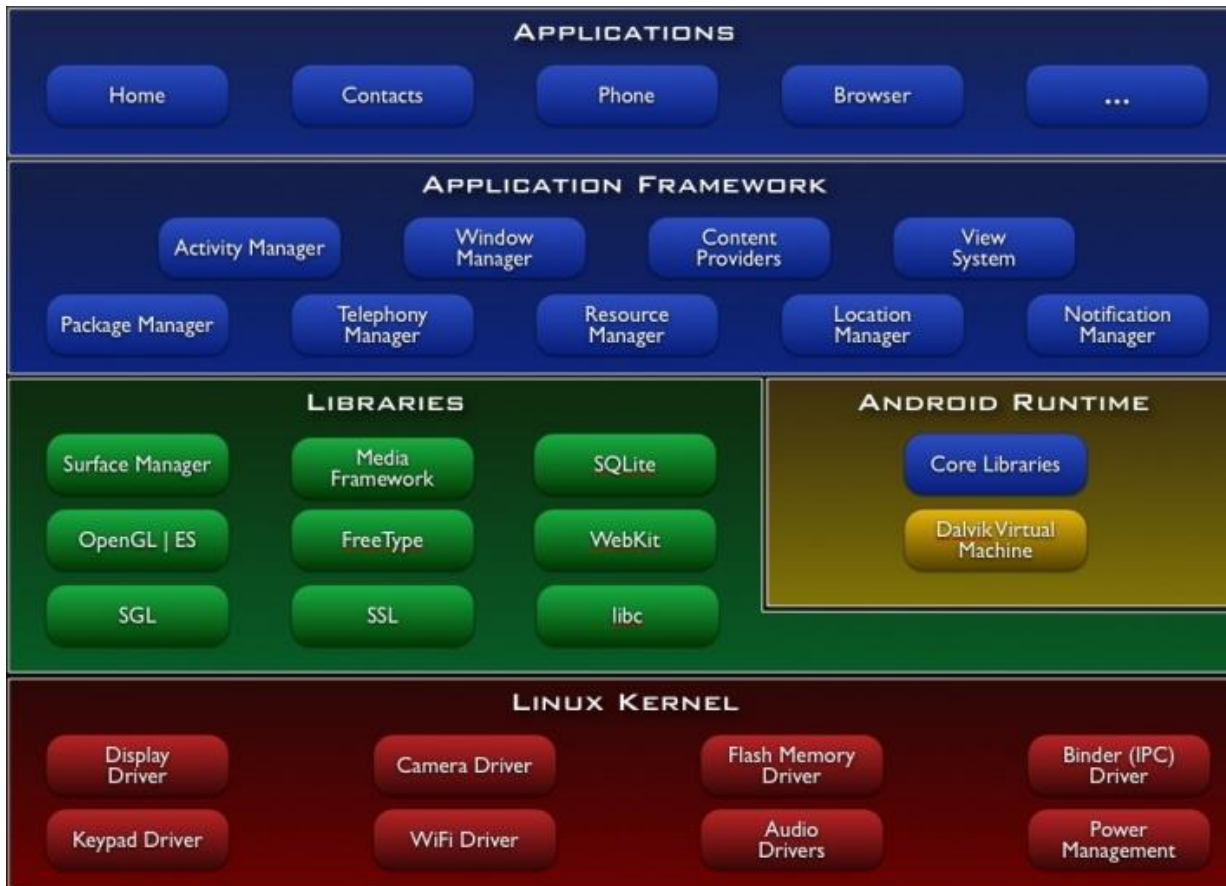 APPLICATIONS
Home
Contacts
Phone
Browser
...
APPLICATION FRAMEWORK
Activity Manager
Window
Manager
Content
Providers
View
System
Package Manager
Telephony
Manager
Resource
Manager
Location
Manager
Notification
Manager
LIBRARIES
Surface Manager
Media
Framework
SQLite
OpenGL | ES
FreeType
WebKit
SGL
SSL
libc
ANDROID RUNTIME
Core Libraries
Dalvik Virtual
Machine
LINUX KERNEL
Display
Driver
Camera Driver
Flash Memory
Driver
Binder (IPC)
Driver
Keypad Driver
WiFi Driver
Audio
Drivers
Power
Management